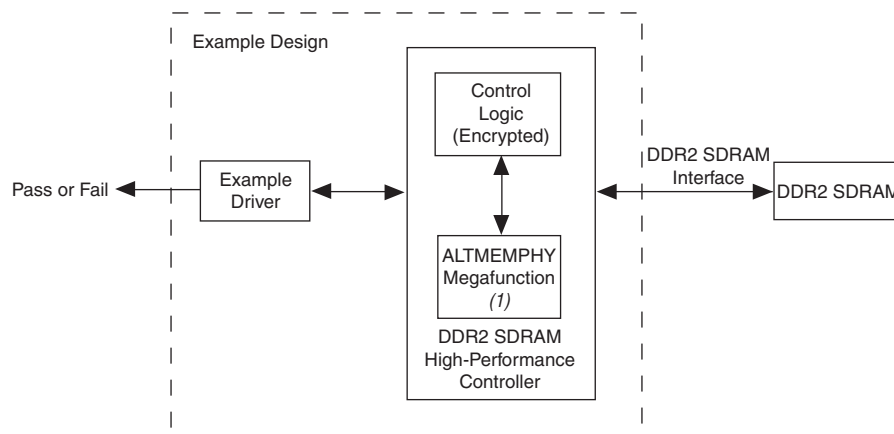 Example Design
Control
Logic
(Encrypted)
DDR2 SDRAM
Interface
Pass or Fail
Example
Driver
DDR2 SDRAM
ALTMEMPHY
Megafunction
(1)
DDR2 SDRAM
High-Performance
Controller